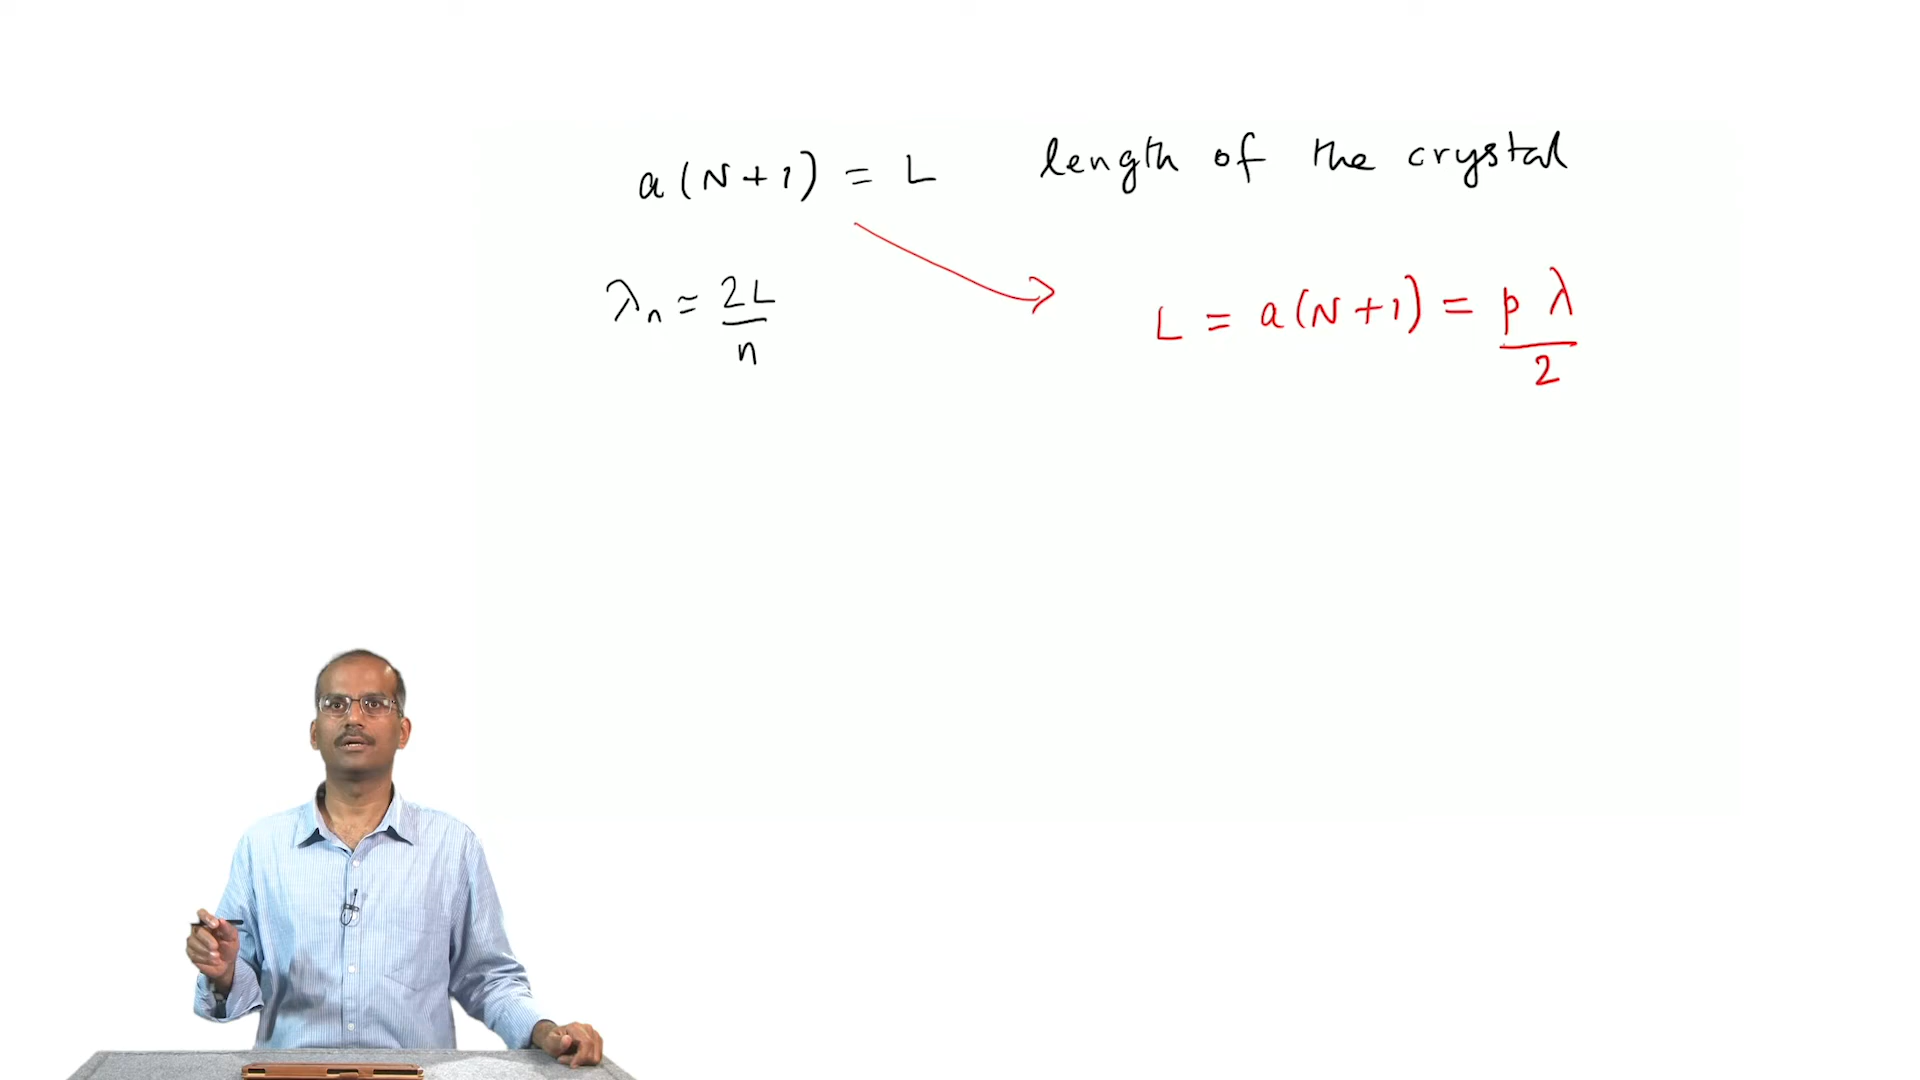 a(N+1) = L length of the crystal
λn = 2L/n
L = a(N+1) = pλ/2